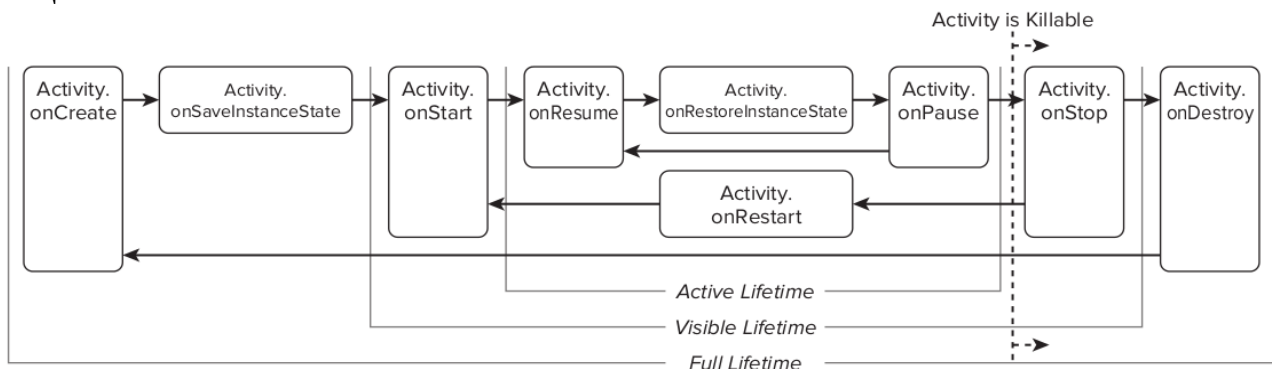 Activity is Killable
Activity.
onCreate
Activity.
onSaveInstanceState
Activity.
onStart
Activity.
onResume
Activity.
onRestoreInstanceState
Activity.
onPause
Activity.
onStop
Activity.
onDestroy
Activity.
onRestart
Active Lifetime
Visible Lifetime
Full Lifetime